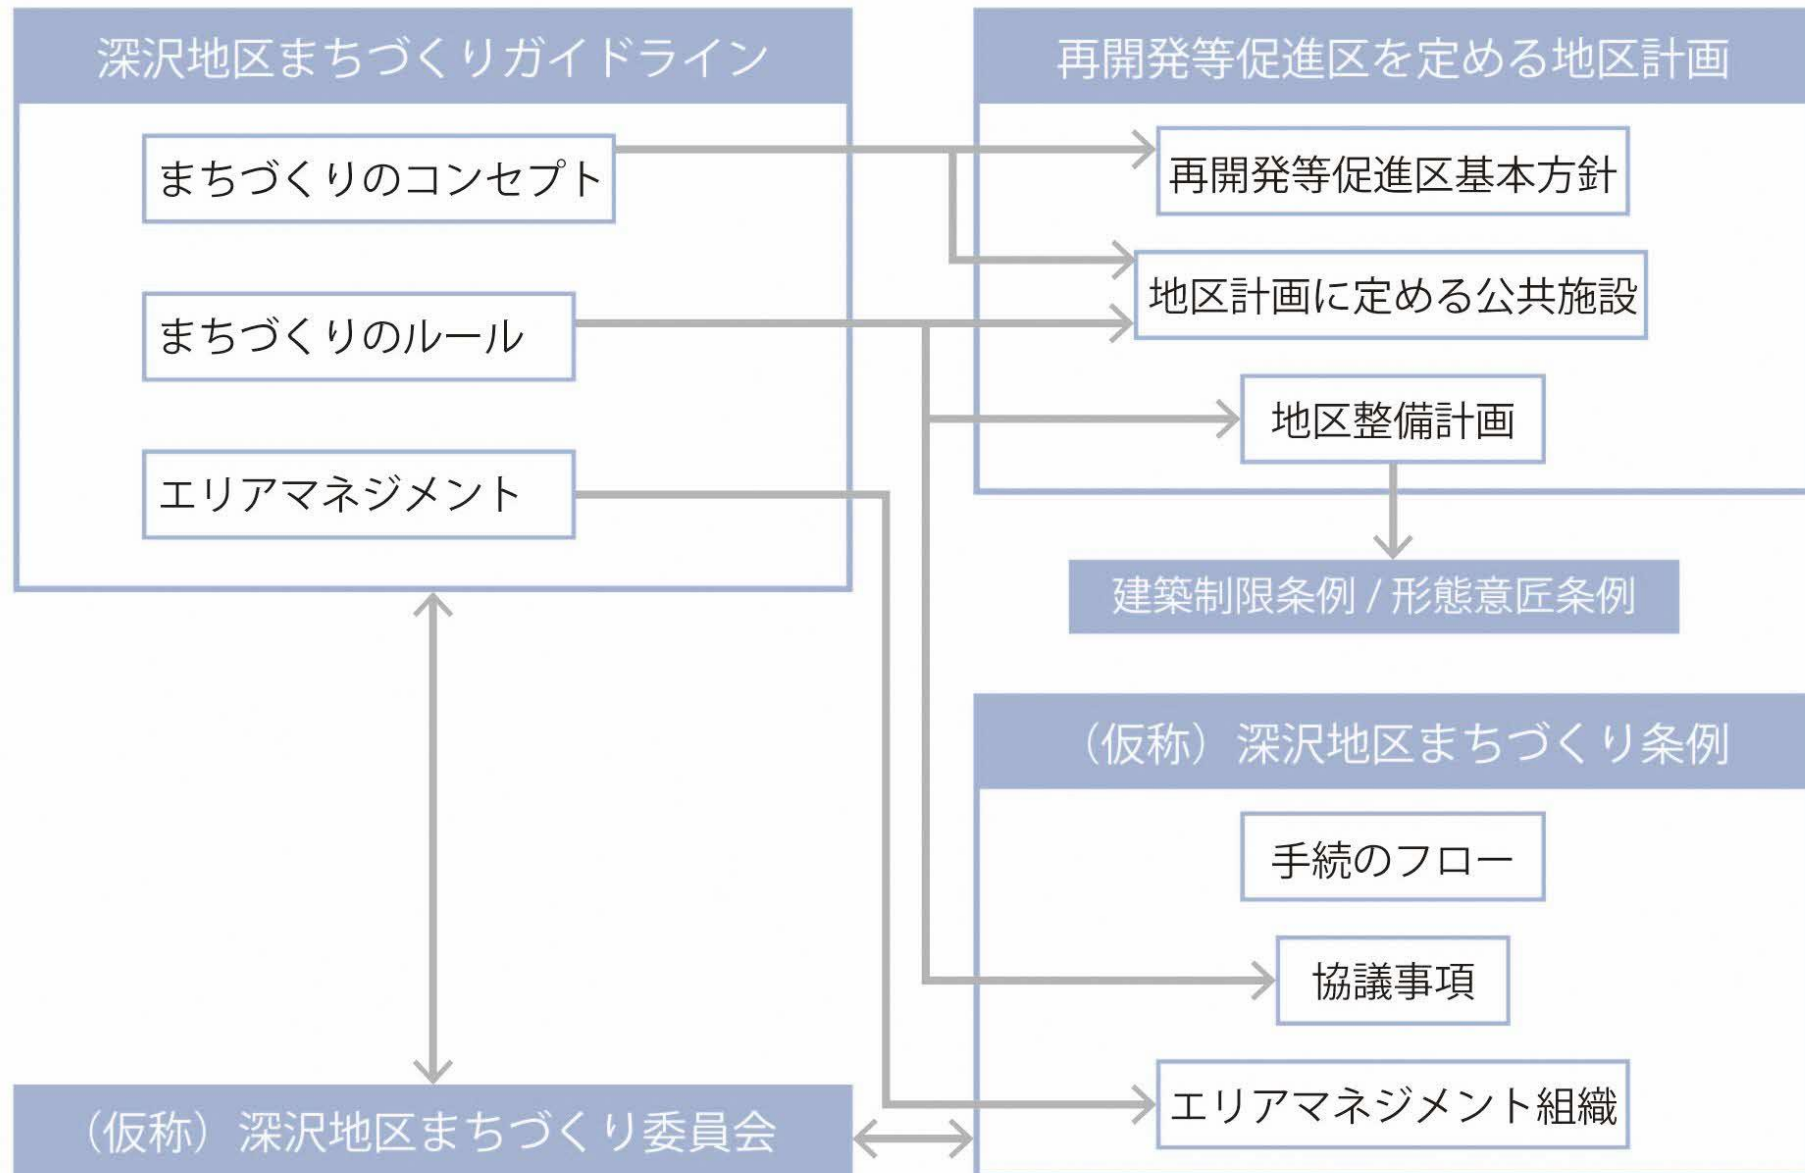 深沢地区まちづくりガイドライン
まちづくりのコンセプト
まちづくりのルール
エリアマネジメント
再開発等促進区を定める地区計画
再開発等促進区基本方針
地区計画に定める公共施設
地区整備計画
建築制限条例 / 形態意匠条例
（仮称）深沢地区まちづくり条例
手続のフロー
協議事項
エリアマネジメント組織
（仮称）深沢地区まちづくり委員会